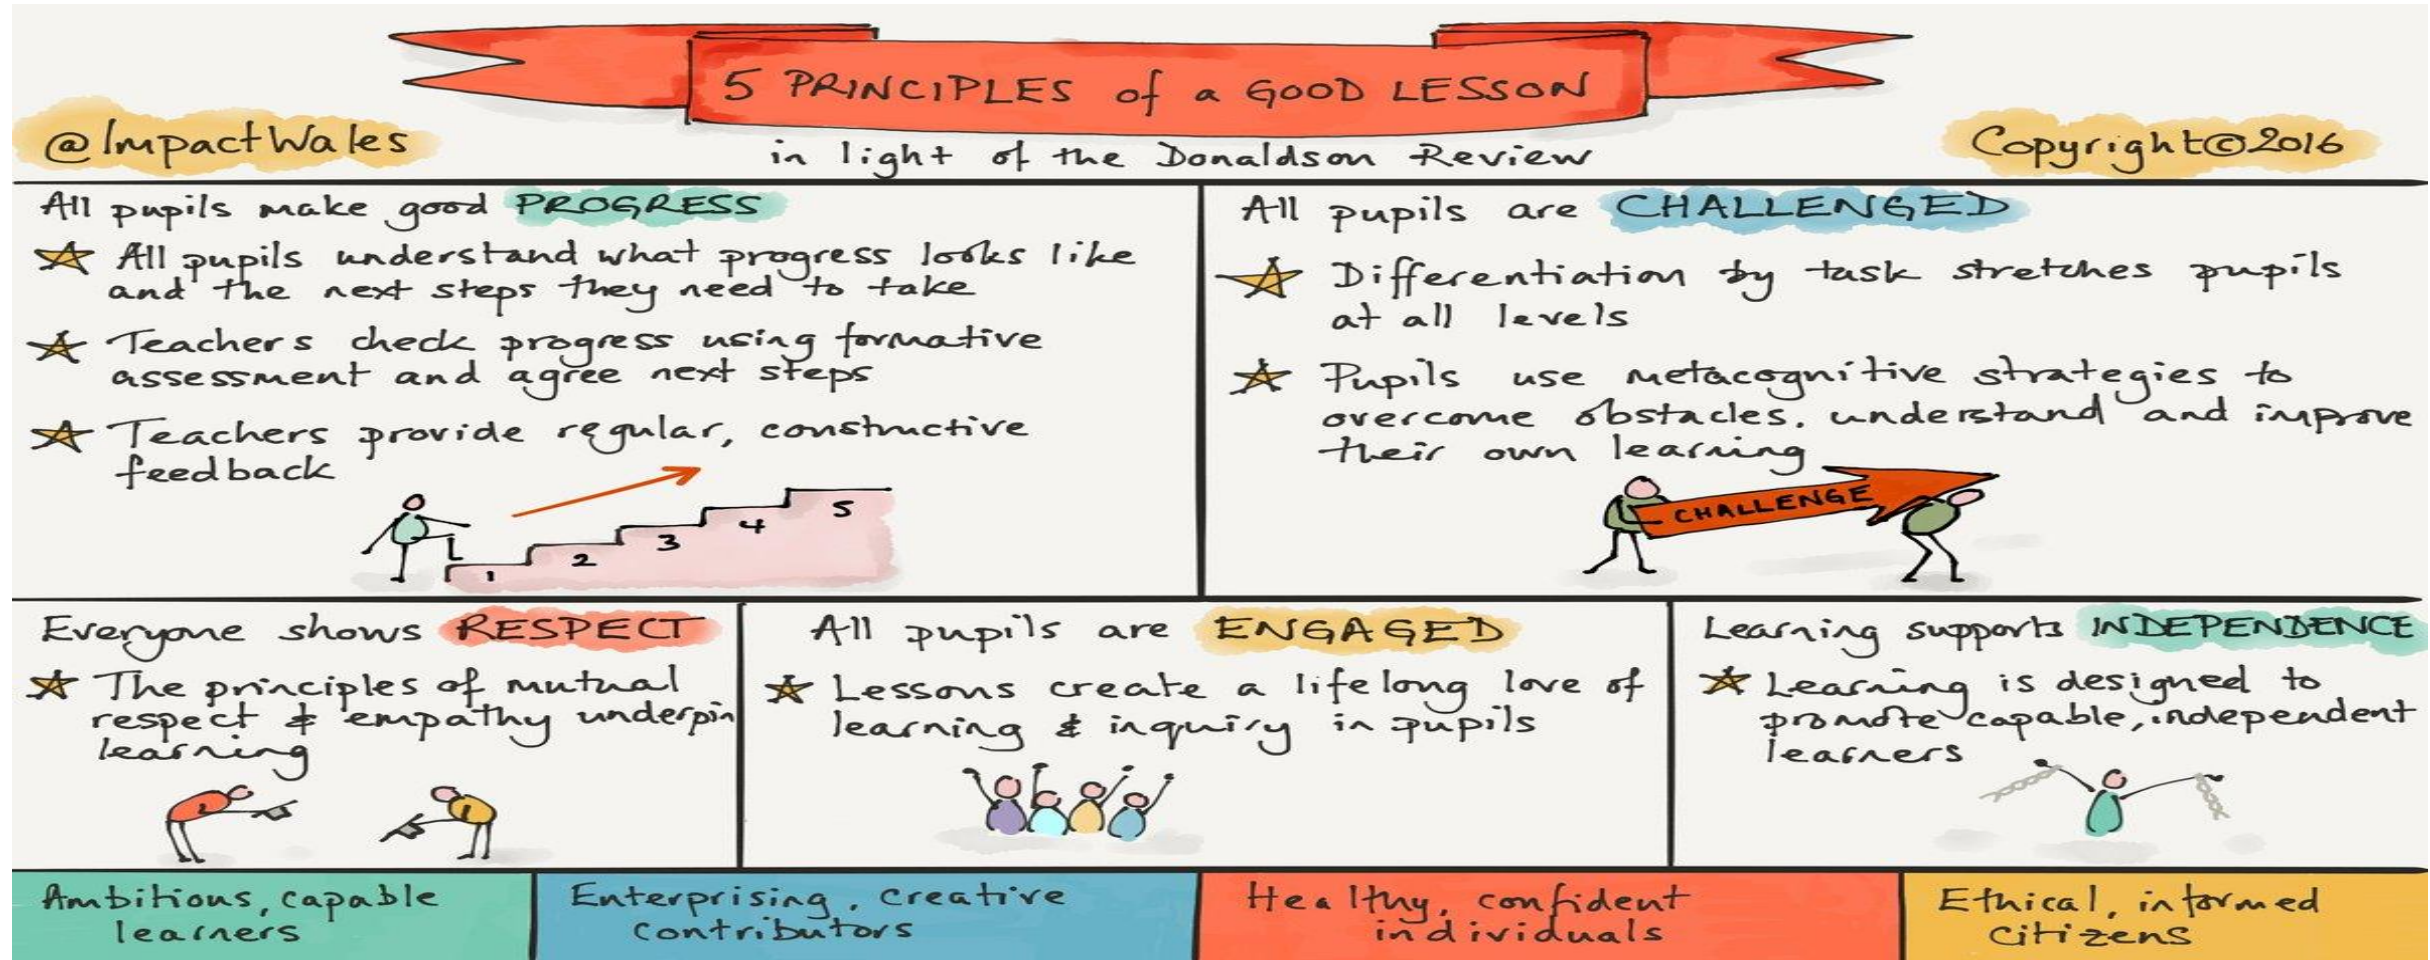 5 PRINCIPLES of a GOOD LESSON
@ImpactWales
in light of the Donaldson Review
Copyright©2016
All pupils make good PROGRESS
All pupils understand what progress looks like
and the next steps they need to take
Teachers check progress using formative
assessment and agree next steps
Teachers provide regular, constructive
feedback
1
2
3
4
5
All pupils are CHALLENGED
Differentiation by task stretches pupils
at all levels
Pupils use metacognitive strategies to
overcome obstacles, understand and improve
their own learning
CHALLENGE
Everyone shows RESPECT
The principles of mutual
respect & empathy underpin
learning
All pupils are ENGAGED
Lessons create a lifelong love of
learning & inquiry in pupils
Learning supports INDEPENDENCE
Learning is designed to
promote capable, independent
learners
Ambitious, capable
learners
Enterprising, creative
contributors
Healthy, confident
individuals
Ethical, informed
citizens